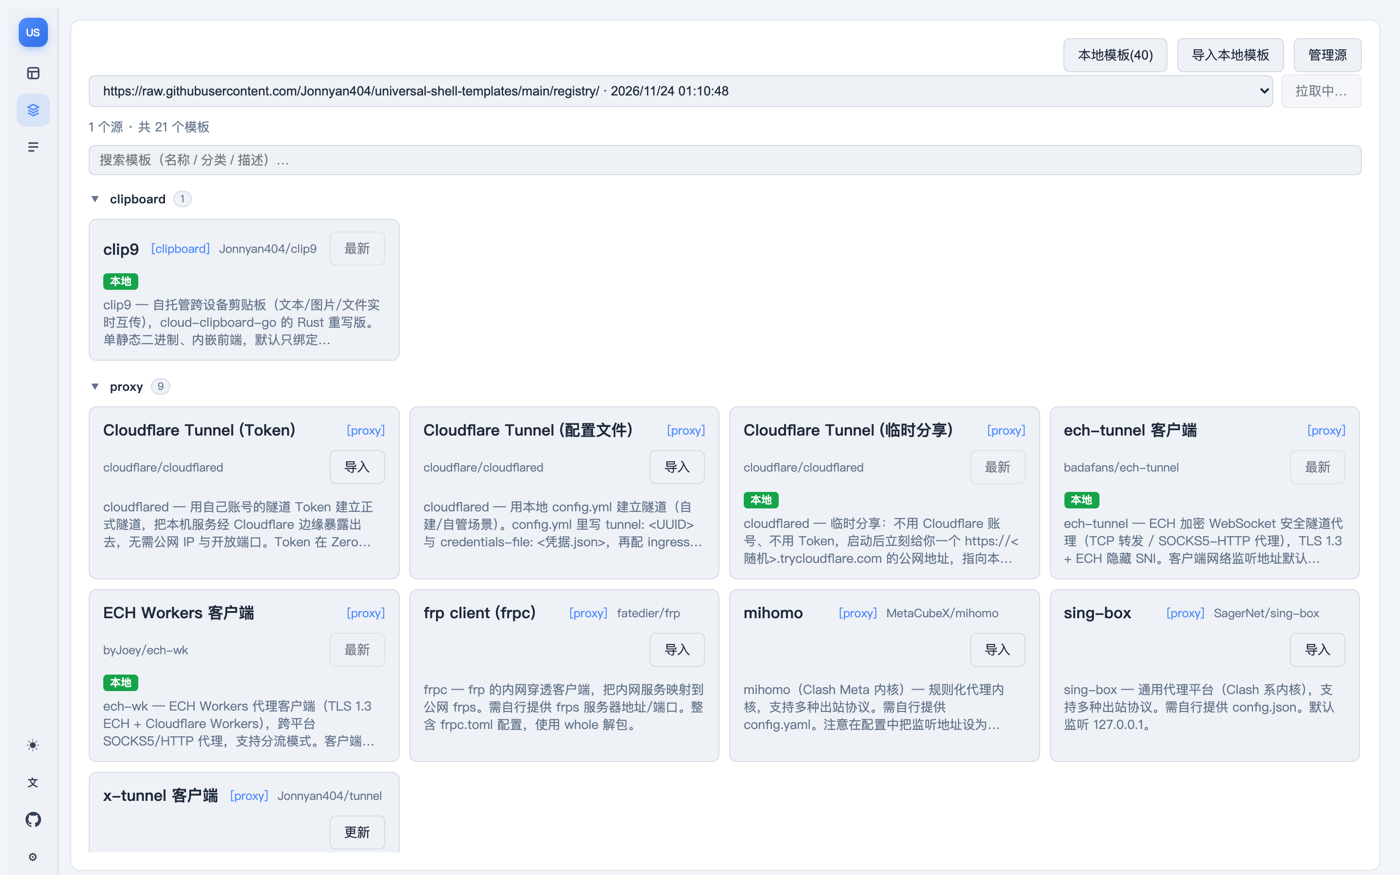 US
本地模板(40)
导入本地模板
管理源
https://raw.githubusercontent.com/Jonnyan404/universal-shell-templates/main/registry/ · 2026/11/24 01:10:48
拉取中…
1 个源 · 共 21 个模板
搜索模板（名称 / 分类 / 描述）…
clipboard 1
clip9 [clipboard] Jonnyan404/clip9 最新
本地
clip9 — 自托管跨设备剪贴板（文本/图片/文件实
时互传），cloud-clipboard-go 的 Rust 重写版。
单静态二进制、内嵌前端，默认只绑定…
proxy 9
Cloudflare Tunnel (Token) [proxy]
cloudflare/cloudflared 导入
cloudflared — 用自己账号的隧道 Token 建立正
式隧道，把本机服务经 Cloudflare 边缘暴露出
去，无需公网 IP 与开放端口。Token 在 Zero…
Cloudflare Tunnel (配置文件) [proxy]
cloudflare/cloudflared 导入
cloudflared — 用本地 config.yml 建立隧道（自
建/自管场景）。config.yml 里写 tunnel: <UUID>
与 credentials-file: <凭据.json>，再配 ingress…
Cloudflare Tunnel (临时分享) [proxy]
cloudflare/cloudflared 最新
本地
cloudflared — 临时分享：不用 Cloudflare 账
号、不用 Token，启动后立刻给你一个 https://<
随机>.trycloudflare.com 的公网地址，指向本…
ech-tunnel 客户端 [proxy]
badafans/ech-tunnel 最新
本地
ech-tunnel — ECH 加密 WebSocket 安全隧道代
理（TCP 转发 / SOCKS5-HTTP 代理），TLS 1.3
+ ECH 隐藏 SNI。客户端网络监听地址默认…
ECH Workers 客户端 [proxy]
byJoey/ech-wk 最新
本地
ech-wk — ECH Workers 代理客户端（TLS 1.3
ECH + Cloudflare Workers），跨平台
SOCKS5/HTTP 代理，支持分流模式。客户端…
frp client (frpc) [proxy] fatedier/frp
导入
frpc — frp 的内网穿透客户端，把内网服务映射到
公网 frps。需自行提供 frps 服务器地址/端口。整
含 frpc.toml 配置，使用 whole 解包。
mihomo [proxy] MetaCubeX/mihomo
导入
mihomo（Clash Meta 内核）— 规则化代理内
核，支持多种出站协议。需自行提供
config.yaml。注意在配置中把监听地址设为…
sing-box [proxy] SagerNet/sing-box
导入
sing-box — 通用代理平台（Clash 系内核），支
持多种出站协议。需自行提供 config.json。默认
监听 127.0.0.1。
x-tunnel 客户端 [proxy] Jonnyan404/tunnel
更新
文